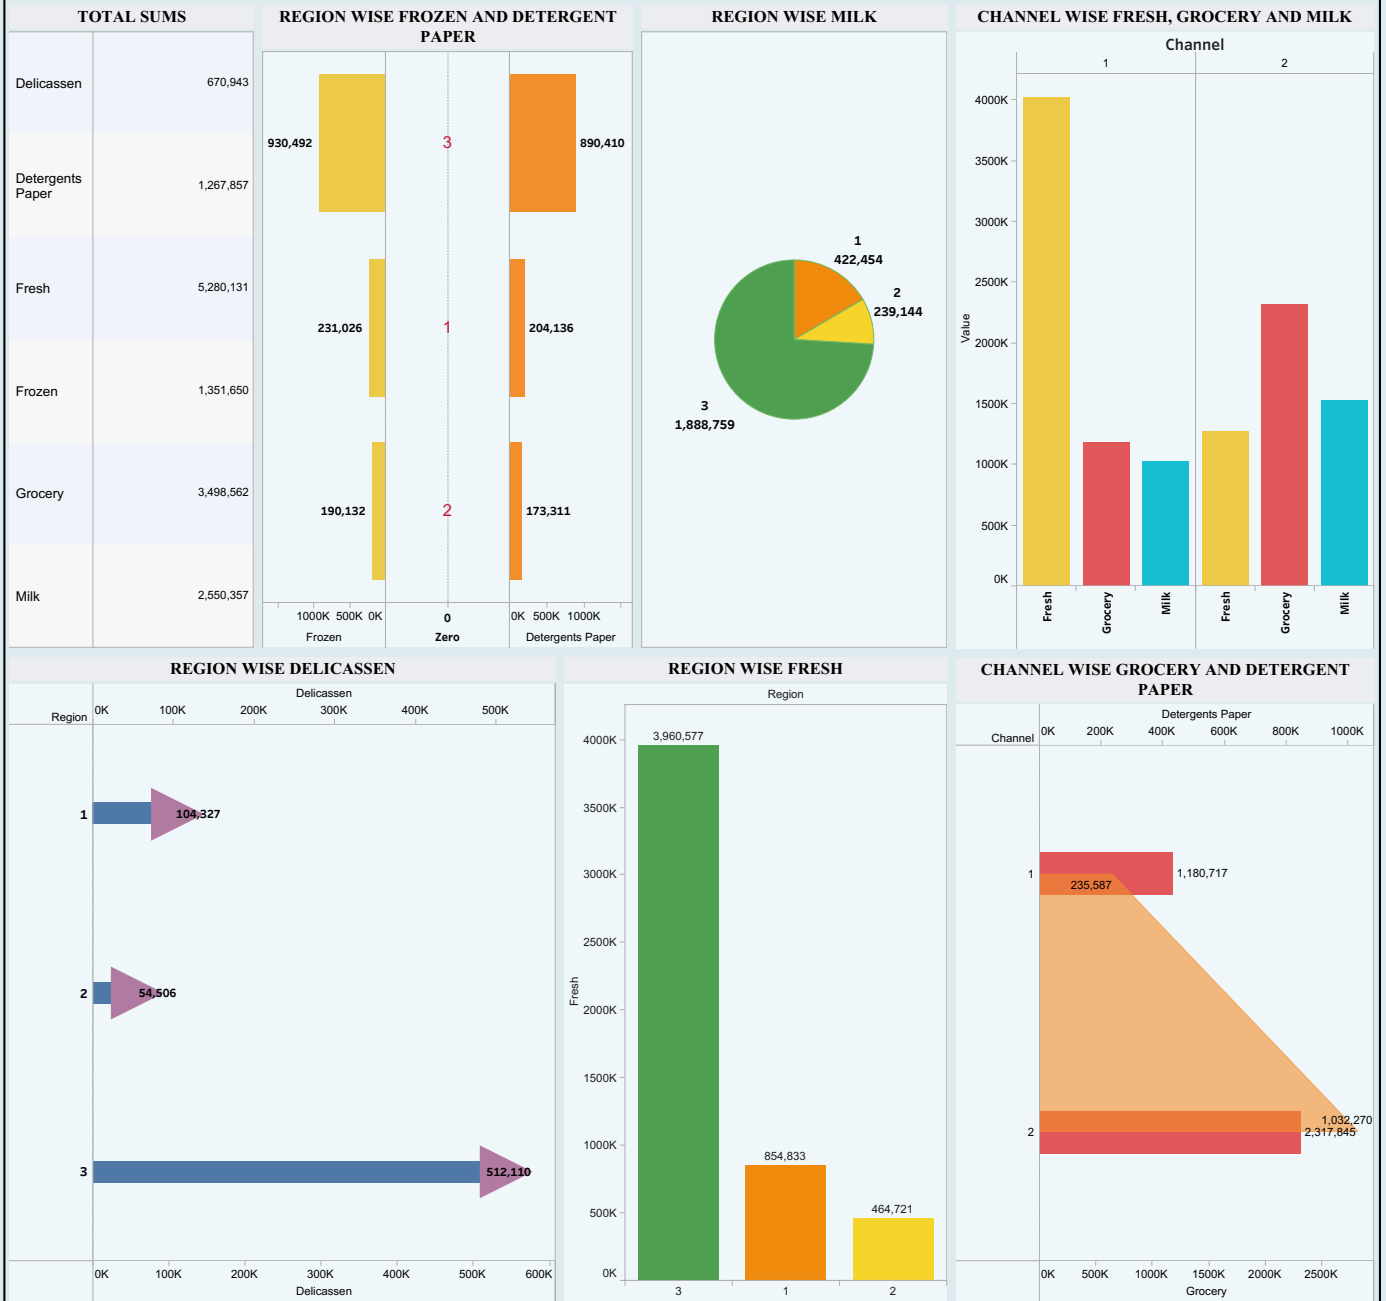 TOTAL SUMS
Delicassen 670,943
Detergents
Paper 1,267,857
Fresh 5,280,131
Frozen 1,351,650
Grocery 3,498,562
Milk 2,550,357
REGION WISE FROZEN AND DETERGENT
PAPER
930,492 3 890,410
231,026 1 204,136
190,132 2 173,311
1000K 500K 0K 0 0K 500K 1000K
Frozen Zero Detergents Paper
REGION WISE MILK
1
422,454
2
239,144
3
1,888,759
CHANNEL WISE FRESH, GROCERY AND MILK
Channel
1 2
4000K
3500K
3000K
2500K
2000K
1500K
1000K
500K
0K
Value
Fresh Grocery Milk Fresh Grocery Milk
REGION WISE DELICASSEN
Delicassen
Region 0K 100K 200K 300K 400K 500K
1 104,327
2 54,506
3 512,110
0K 100K 200K 300K 400K 500K 600K
Delicassen
REGION WISE FRESH
Region
4000K
3500K
3000K
2500K
2000K
1500K
1000K
500K
0K
Fresh
3,960,577
854,833
464,721
3 1 2
CHANNEL WISE GROCERY AND DETERGENT
PAPER
Detergents Paper
Channel 0K 200K 400K 600K 800K 1000K
1 1,180,717
235,587
1,032,270
2 2,317,845
0K 500K 1000K 1500K 2000K 2500K
Grocery